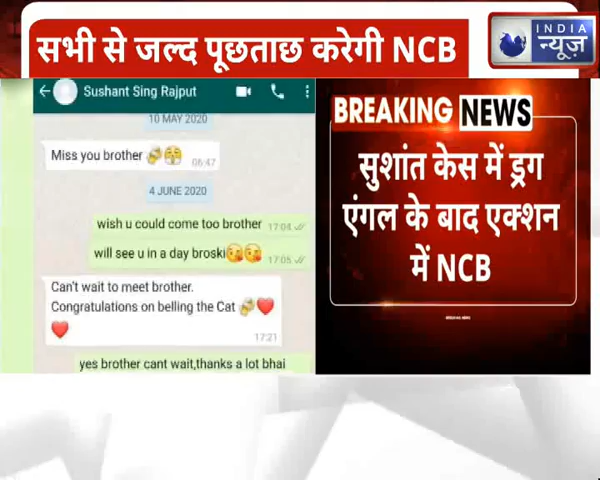 सभी से जल्द पूछताछ करेगी NCB
INDIA
न्यूज़
Sushant Sing Rajput
10 MAY 2020
Miss you brother
06:47
4 JUNE 2020
wish u could come too brother 17:04
will see u in a day broski 17:05
Can't wait to meet brother.
Congratulations on belling the Cat
17:21
yes brother cant wait,thanks a lot bhai
BREAKING NEWS
सुशांत केस में ड्रग
एंगल के बाद एक्शन
में NCB